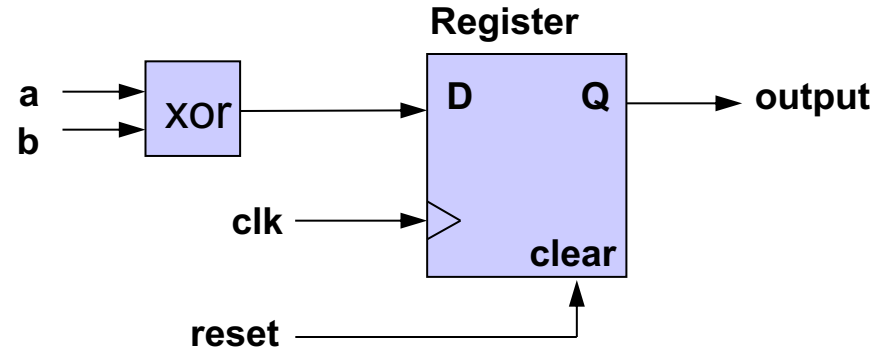 Register
a
b
xor
D
Q
output
clk
clear
reset